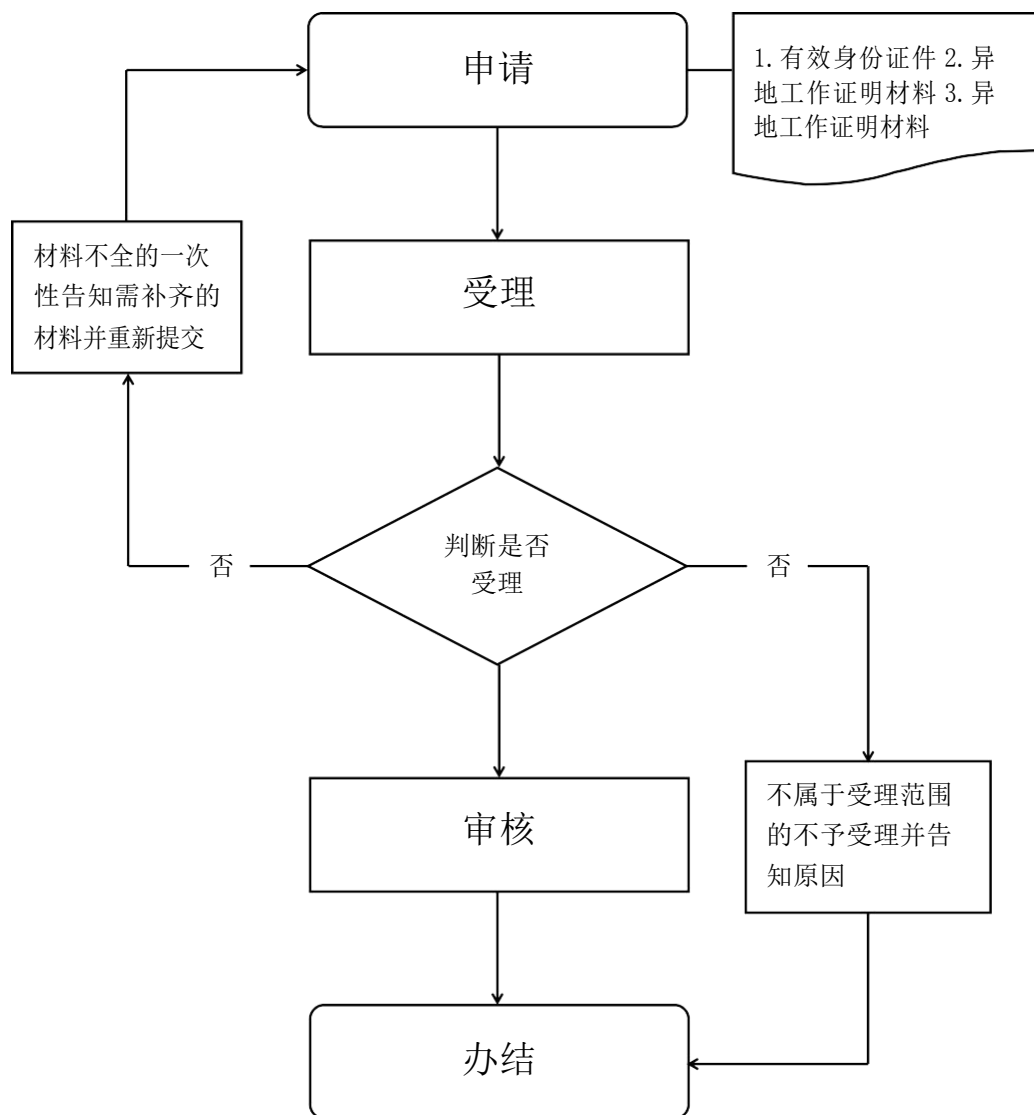 申请
1.有效身份证件 2.异
地工作证明材料 3.异
地工作证明材料
材料不全的一次
性告知需补齐的
材料并重新提交
受理
判断是否
受理
否
否
审核
不属于受理范围
的不予受理并告
知原因
办结